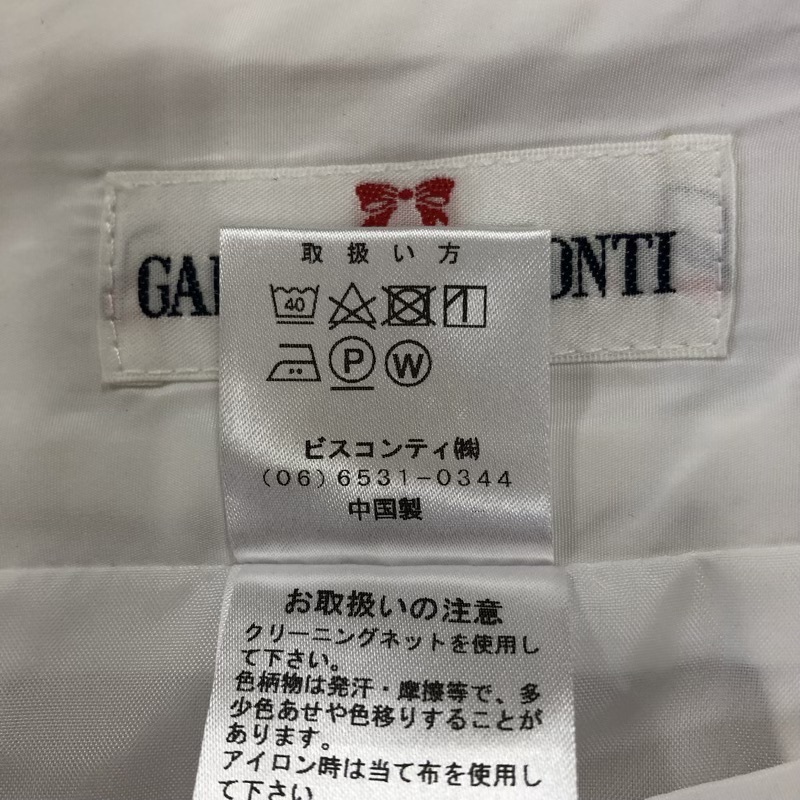 GA
ONTI
取扱い方
40
P
W
ビスコンティ㈱
(06)6531-0344
中国製
お取扱いの注意
クリーニングネットを使用し
て下さい。
色柄物は発汗・摩擦等で、多
少色あせや色移りすることが
あります。
アイロン時は当て布を使用し
て下さい。